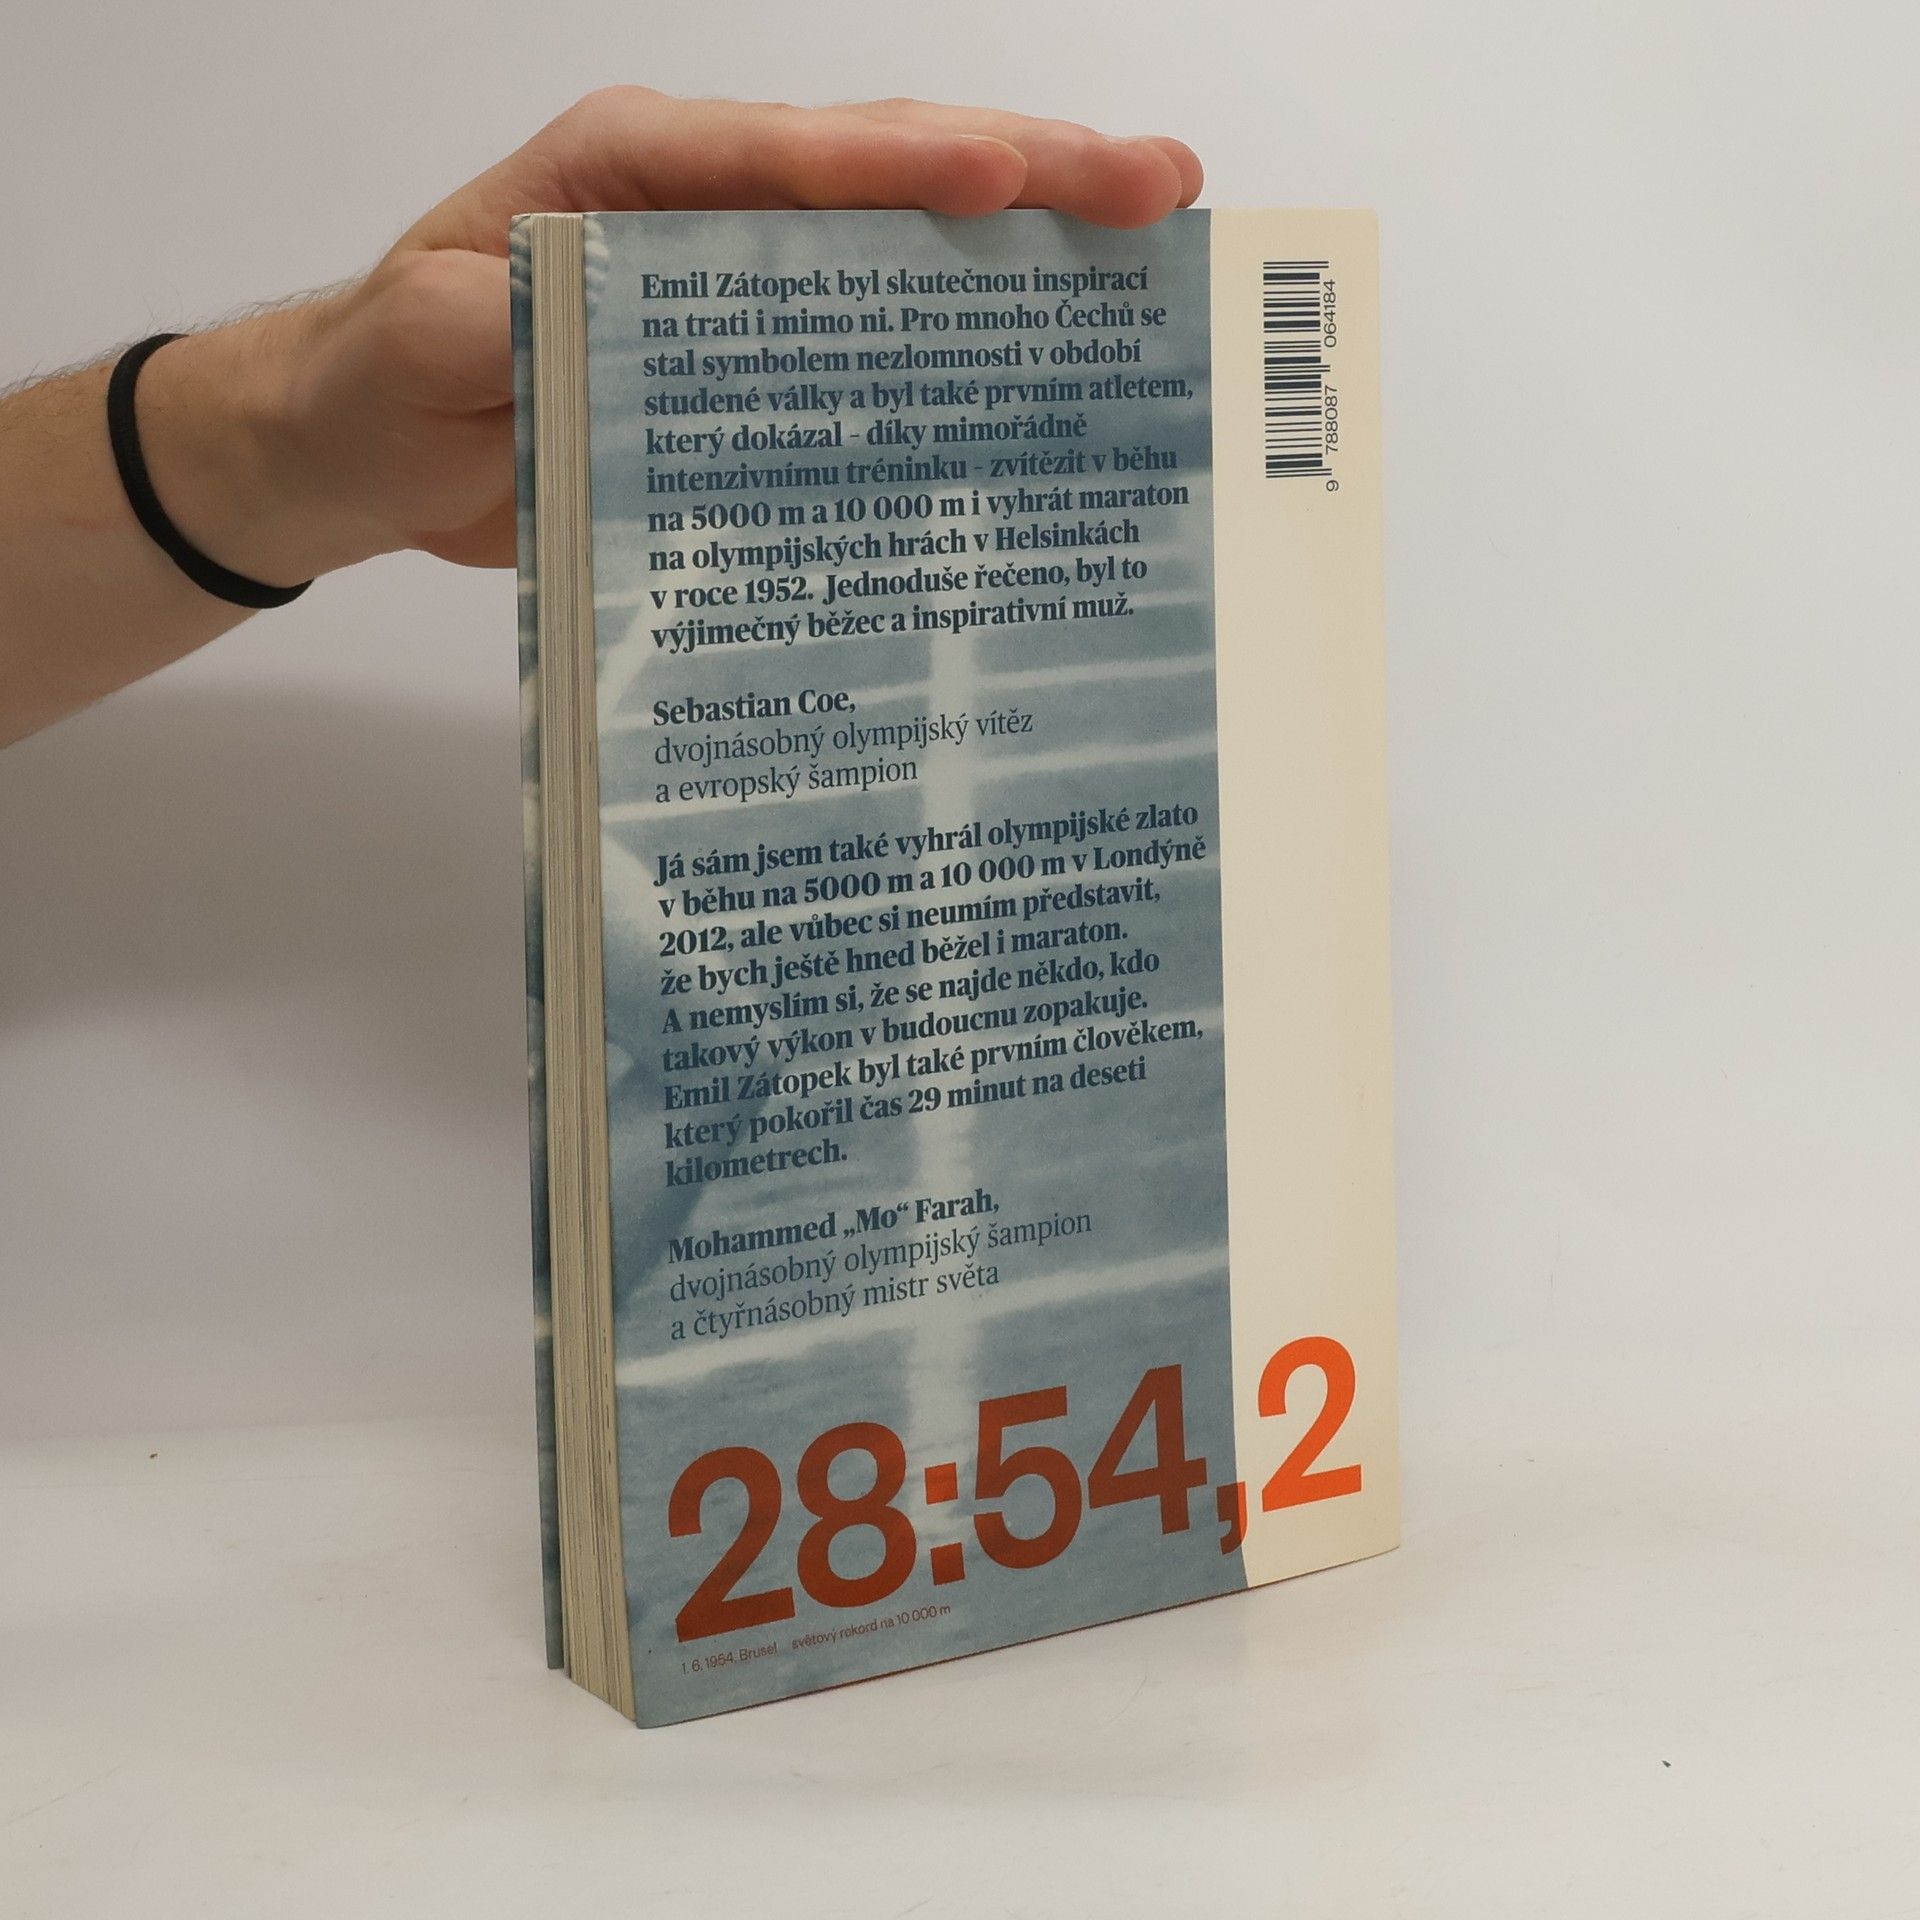 Emil Zátopek byl skutečnou inspirací
na trati i mimo ni. Pro mnoho Čechů se
stal symbolem nezlomnosti v období
studené války a byl také prvním atletem,
který dokázal - díky mimořádně
intenzivnímu tréninku - zvítězit v běhu
na 5000 m a 10 000 m i vyhrát maraton
na olympijských hrách v Helsinkách
v roce 1952. Jednoduše řečeno, byl to
výjimečný běžec a inspirativní muž.
Sebastian Coe,
dvojnásobný olympijský vítěz
a evropský šampion
Já sám jsem také vyhrál olympijské zlato
v běhu na 5000 m a 10 000 m v Londýně
2012, ale vůbec si neumím představit,
že bych ještě hned běžel i maraton.
A nemyslím si, že se najde někdo, kdo
takový výkon v budoucnu zopakuje.
Emil Zátopek byl také prvním člověkem,
který pokořil čas 29 minut na deseti
kilometrech.
Mohammed „Mo“ Farah,
dvojnásobný olympijský šampion
a čtyřnásobný mistr světa
28:54,2
1. 6. 1954, Brusel světový rekord na 10 000 m
9 788087 064184